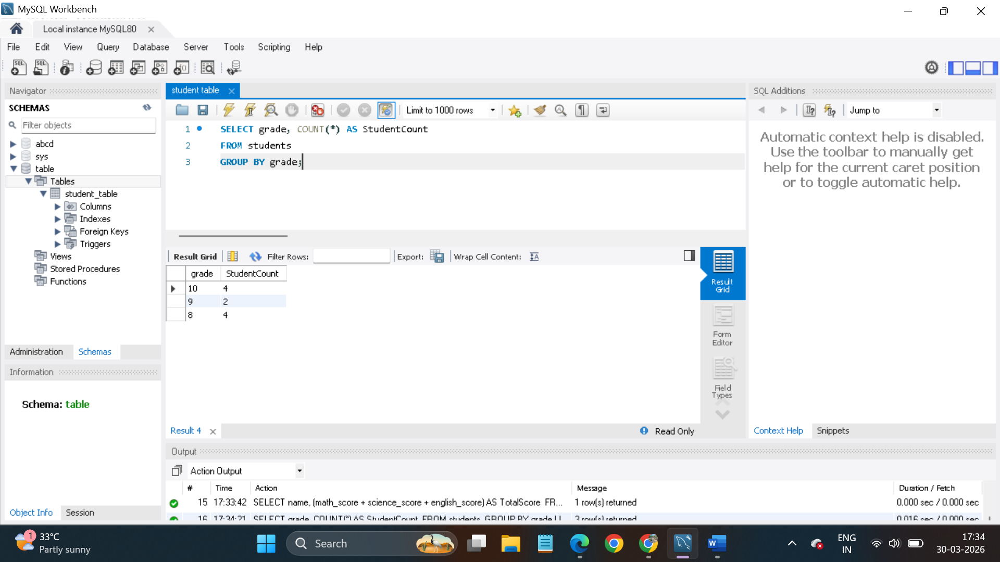 MySQL Workbench
Local instance MySQL80
File Edit View Query Database Server Tools Scripting Help
Navigator
SCHEMAS
Filter objects
abcd
sys
table
Tables
student_table
Columns
Indexes
Foreign Keys
Triggers
Views
Stored Procedures
Functions
Administration Schemas
Information
Schema: table
Object Info Session
student table
Limit to 1000 rows
1 SELECT grade, COUNT(*) AS StudentCount
2 FROM students
3 GROUP BY grade;
Result Grid Filter Rows: Export: Wrap Cell Content:
grade StudentCount
10 4
9 2
8 4
Result Grid
Form Editor
Field Types
Result 4 Read Only
SQL Additions
Jump to
Automatic context help is disabled.
Use the toolbar to manually get
help for the current caret position
or to toggle automatic help.
Context Help Snippets
Output
Action Output
# Time Action Message Duration / Fetch
15 17:33:42 SELECT name, (math_score + science_score + english_score) AS TotalScore FR... 1 row(s) returned 0.000 sec / 0.000 sec
16 17:34:21 SELECT grade, COUNT(*) AS StudentCount FROM students GROUP BY grade LI... 3 row(s) returned 0.016 sec / 0.000 sec
1 33°C
Partly sunny
Search
ENG
IN
17:34
30-03-2026